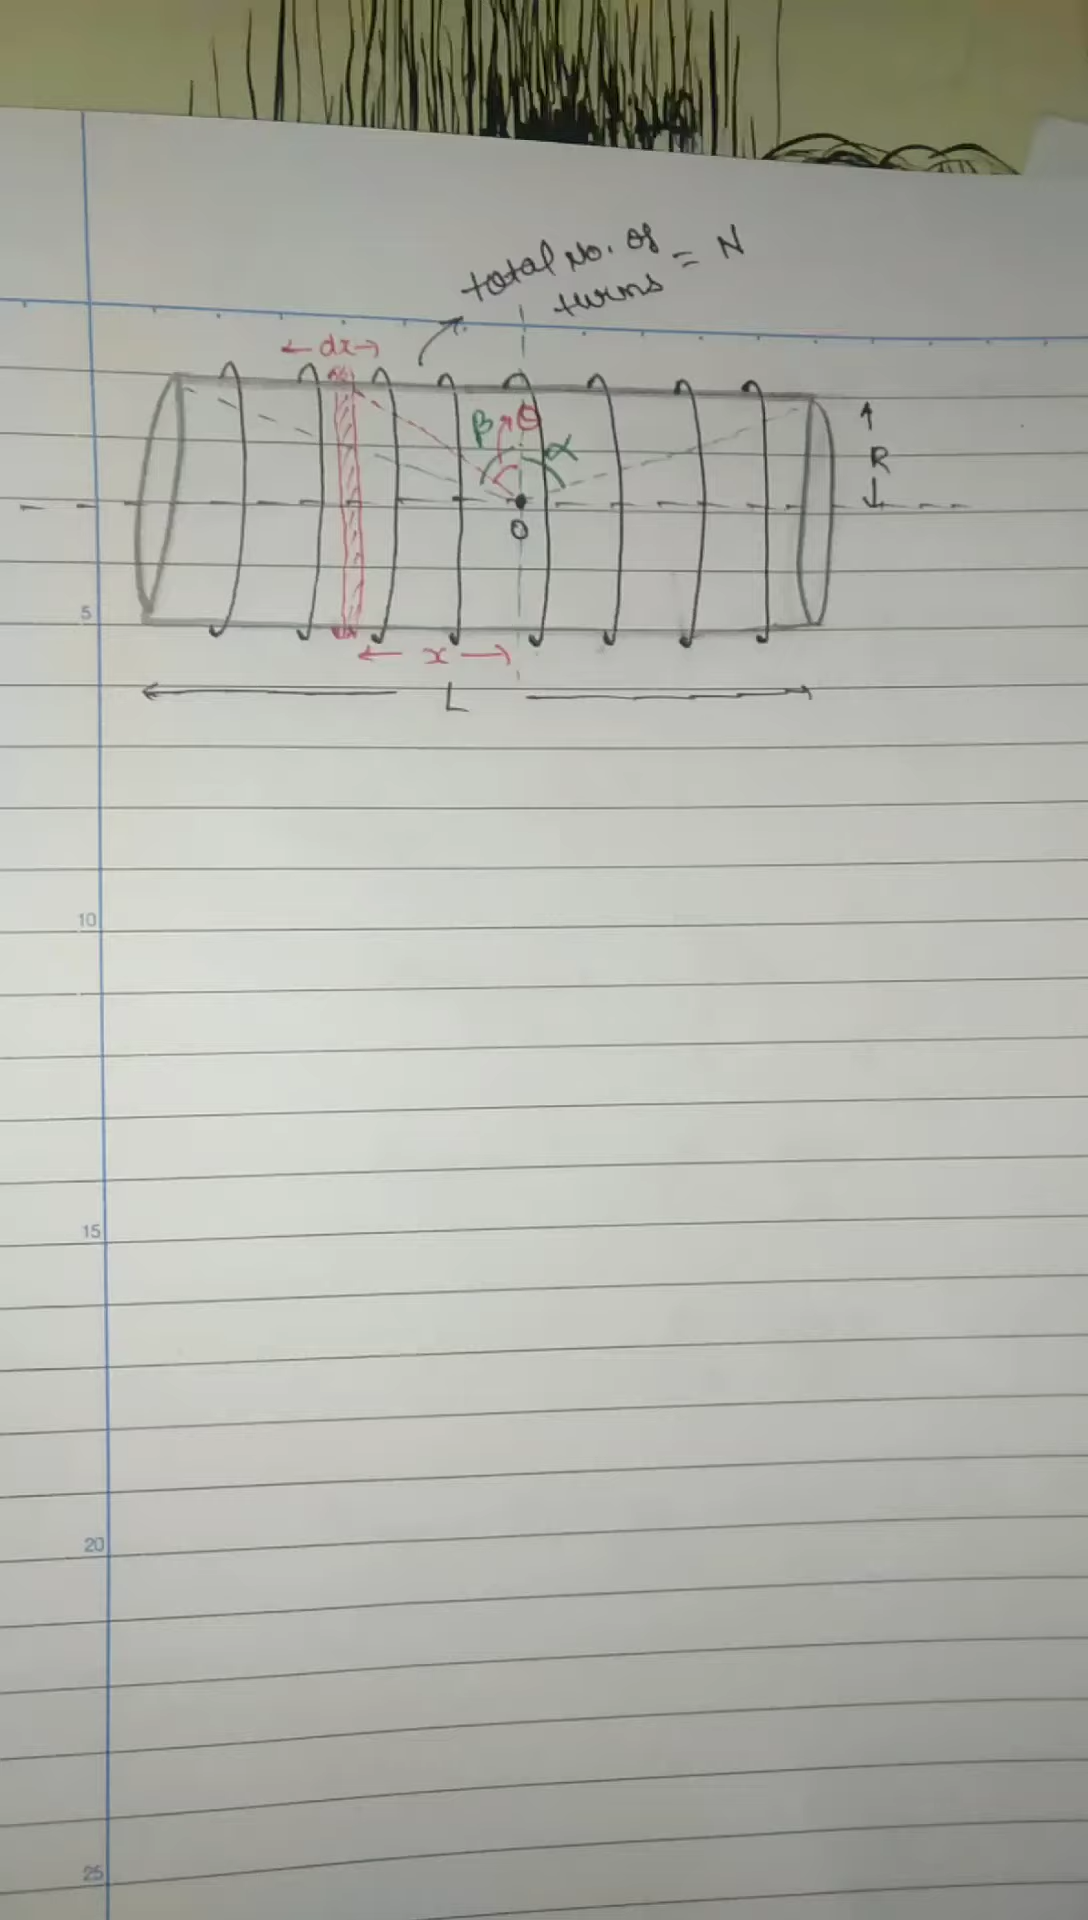 total No. of = N
turns
← dx →
β θ α
R
O
5
← x →
L
10
15
20
25